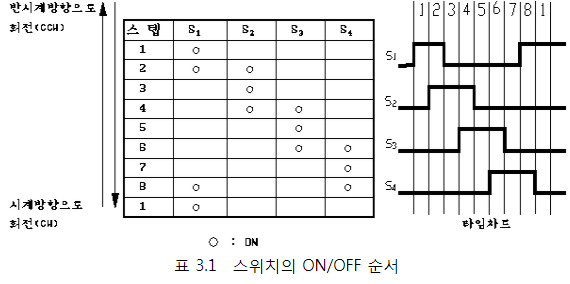 반시계방향으로
회전(CCW)
스 텝 S1 S2 S3 S4
1 ○
2 ○ ○
3 ○
4 ○ ○
5 ○
6 ○ ○
7 ○
8 ○ ○
1 ○
시계방향으로
회전(CW)
○ : ON
1 2 3 4 5 6 7 8 1
S1
S2
S3
S4
타임차트
표 3.1 스위치의 ON/OFF 순서